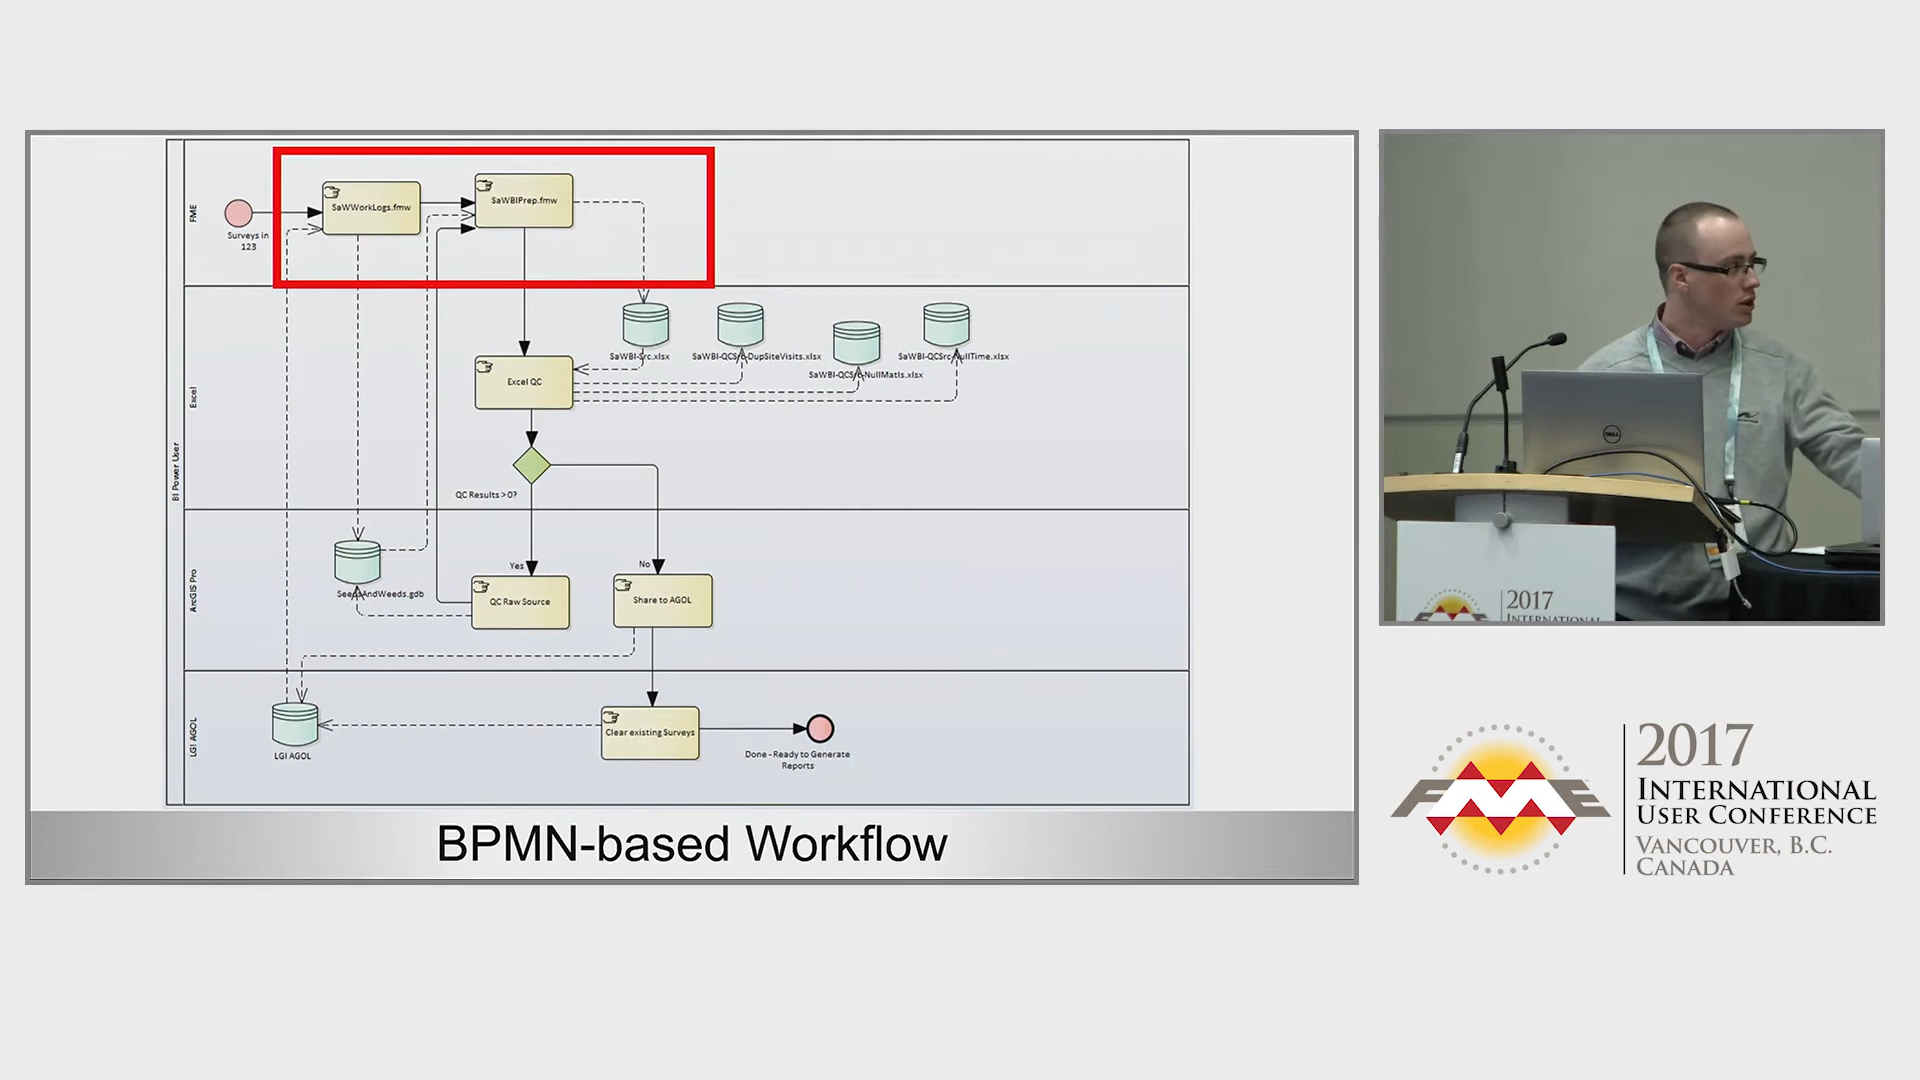 FME
SaWWorkLogs.fmw
SaWBIPrep.fmw
Surveys in
123
Excel
SaWBI-Src.xlsx
SaWBI-QCSrc-DupSiteVisits.xlsx
SaWBI-QCSrc-NullMatls.xlsx
SaWBI-QCSrc-NullTime.xlsx
Excel QC
BI Power User
QC Results > 0?
Yes
No
ArcGIS Pro
SeedsAndWeeds.gdb
QC Raw Source
Share to AGOL
LGI AGOL
LGI AGOL
Clear existing Surveys
Done - Ready to Generate
Reports
BPMN-based Workflow
DELL
2017
INTERNATIONAL
FME
2017
INTERNATIONAL
USER CONFERENCE
VANCOUVER, B.C.
CANADA